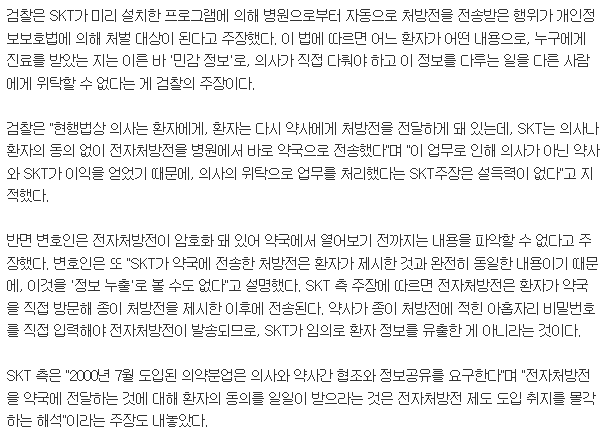 검찰은 SKT가 미리 설치한 프로그램에 의해 병원으로부터 자동으로 처방전을 전송받은 행위가 개인정
보보호법에 의해 처벌 대상이 된다고 주장했다. 이 법에 따르면 어느 환자가 어떤 내용으로, 누구에게
진료를 받았는 지는 이른 바 '민감 정보'로, 의사가 직접 다뤄야 하고 이 정보를 다루는 일을 다른 사람
에게 위탁할 수 없다는 게 검찰의 주장이다.
검찰은 "현행법상 의사는 환자에게, 환자는 다시 약사에게 처방전을 전달하게 돼 있는데, SKT는 의사나
환자의 동의 없이 전자처방전을 병원에서 바로 약국으로 전송했다"며 "이 업무로 인해 의사가 아닌 약사
와 SKT가 이익을 얻었기 때문에, 의사의 위탁으로 업무를 처리했다는 SKT주장은 설득력이 없다"고 지
적했다.
반면 변호인은 전자처방전이 암호화 돼 있어 약국에서 열어보기 전까지는 내용을 파악할 수 없다고 주
장했다. 변호인은 또 "SKT가 약국에 전송한 처방전은 환자가 제시한 것과 완전히 동일한 내용이기 때문
에, 이것을 '정보 누출'로 볼 수도 없다"고 설명했다. SKT 측 주장에 따르면 전자처방전은 환자가 약국
을 직접 방문해 종이 처방전을 제시한 이후에 전송된다. 약사가 종이 처방전에 적힌 아홉자리 비밀번호
를 직접 입력해야 전자처방전이 발송되므로, SKT가 임의로 환자 정보를 유출한 게 아니라는 것이다.
SKT 측은 "2000년 7월 도입된 의약분업은 의사와 약사간 협조와 정보공유를 요구한다"며 "전자처방전
을 약국에 전달하는 것에 대해 환자의 동의를 일일이 받으라는 것은 전자처방전 제도 도입 취지를 몰각
하는 해석"이라는 주장도 내놓았다.